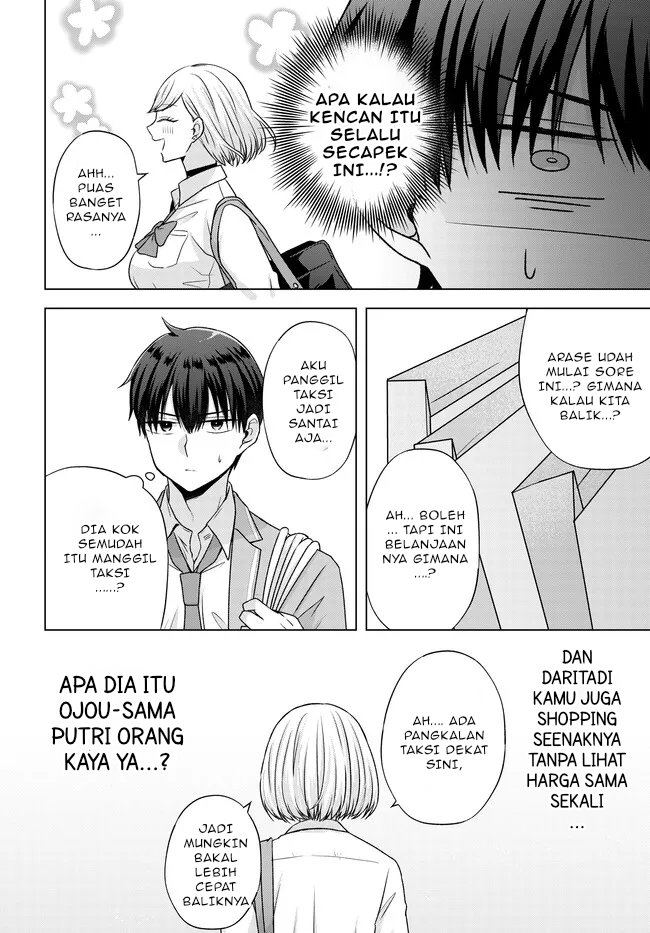 APA KALAU
KENCAN ITU
SELALU
SECAPEK
INI...!?
AHH...
PUAS
BANGET
RASANYA
...
ARASE UDAH
MULAI SORE
INI...? GIMANA
KALAU KITA
BALIK...?
AH... BOLEH
... TAPI INI
BELANJAAN
NYA GIMANA
....?
AKU
PANGGIL
TAKSI
JADI
SANTAI
AJA...
DIA KOK
SEMUDAH
ITU MANGGIL
TAKSI
......?
DAN
DARITADI
KAMU JUGA
SHOPPING
SEENAKNYA
TANPA LIHAT
HARGA SAMA
SEKALI
...
AH.... ADA
PANGKALAN
TAKSI DEKAT
SINI,
JADI
MUNGKIN
BAKAL
LEBIH
CEPAT
BALIKNYA
APA DIA ITU
OJOU-SAMA
PUTRI ORANG
KAYA YA...?